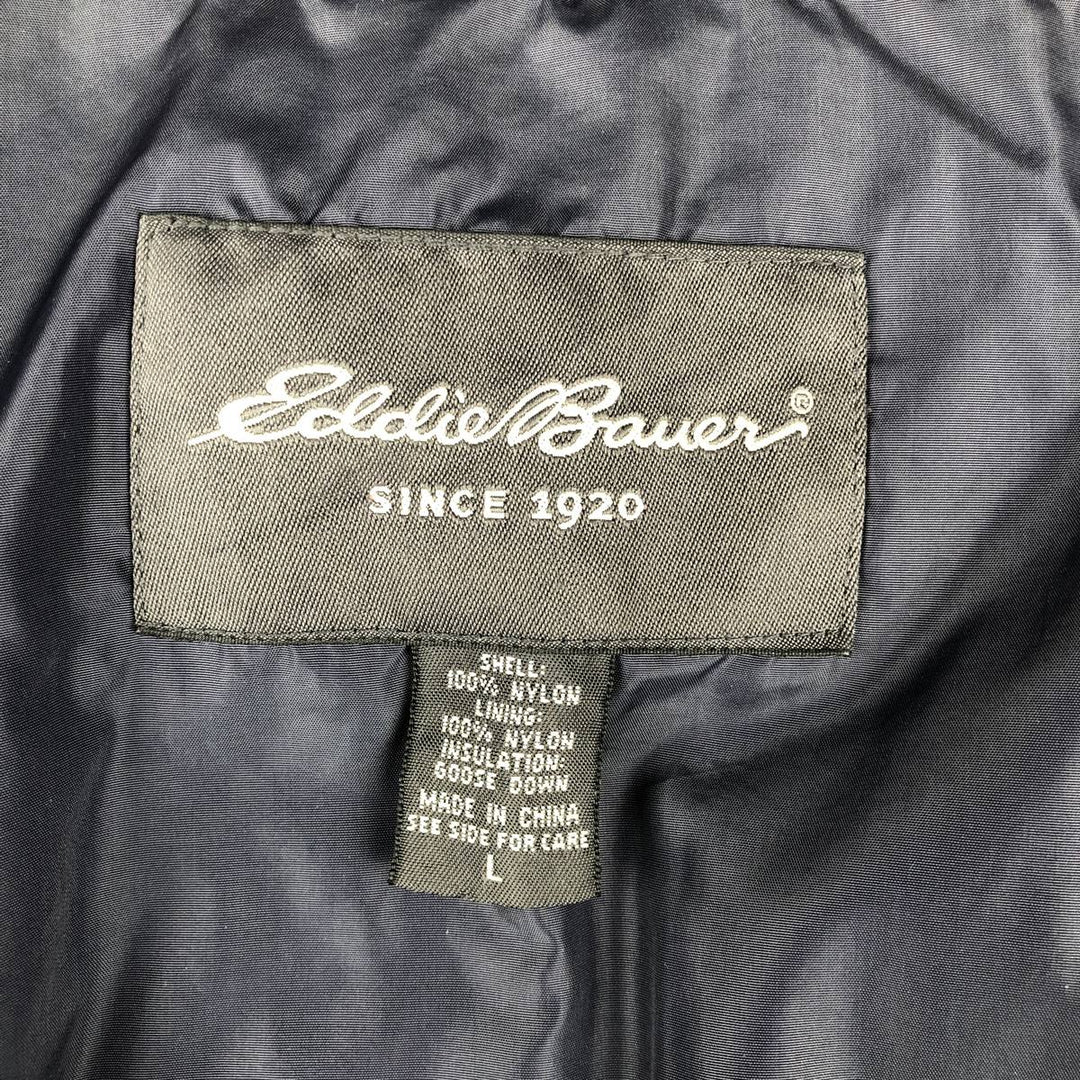 Eddie Bauer®
SINCE 1920
SHELL:
100% NYLON
LINING:
100% NYLON
INSULATION:
GOOSE DOWN
MADE IN CHINA
SEE SIDE FOR CARE
L